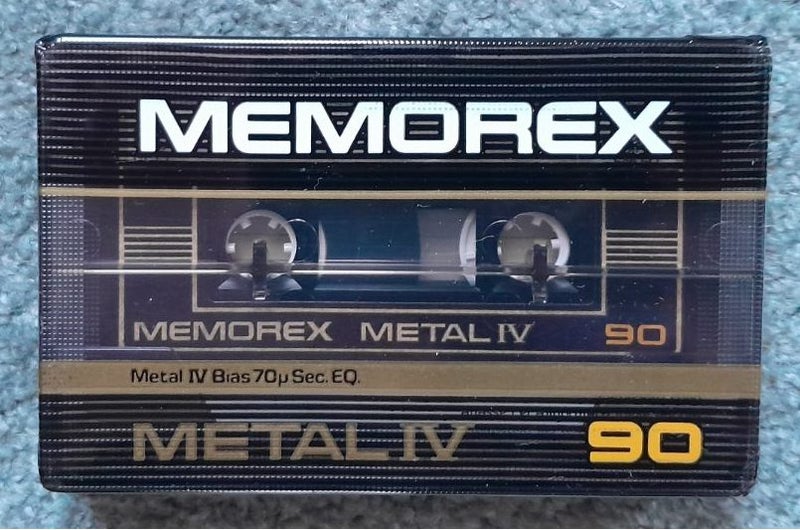 MEMOREX
MEMOREX METAL IV 90
Metal IV Bias 70µ Sec. EQ.
METAL IV 90